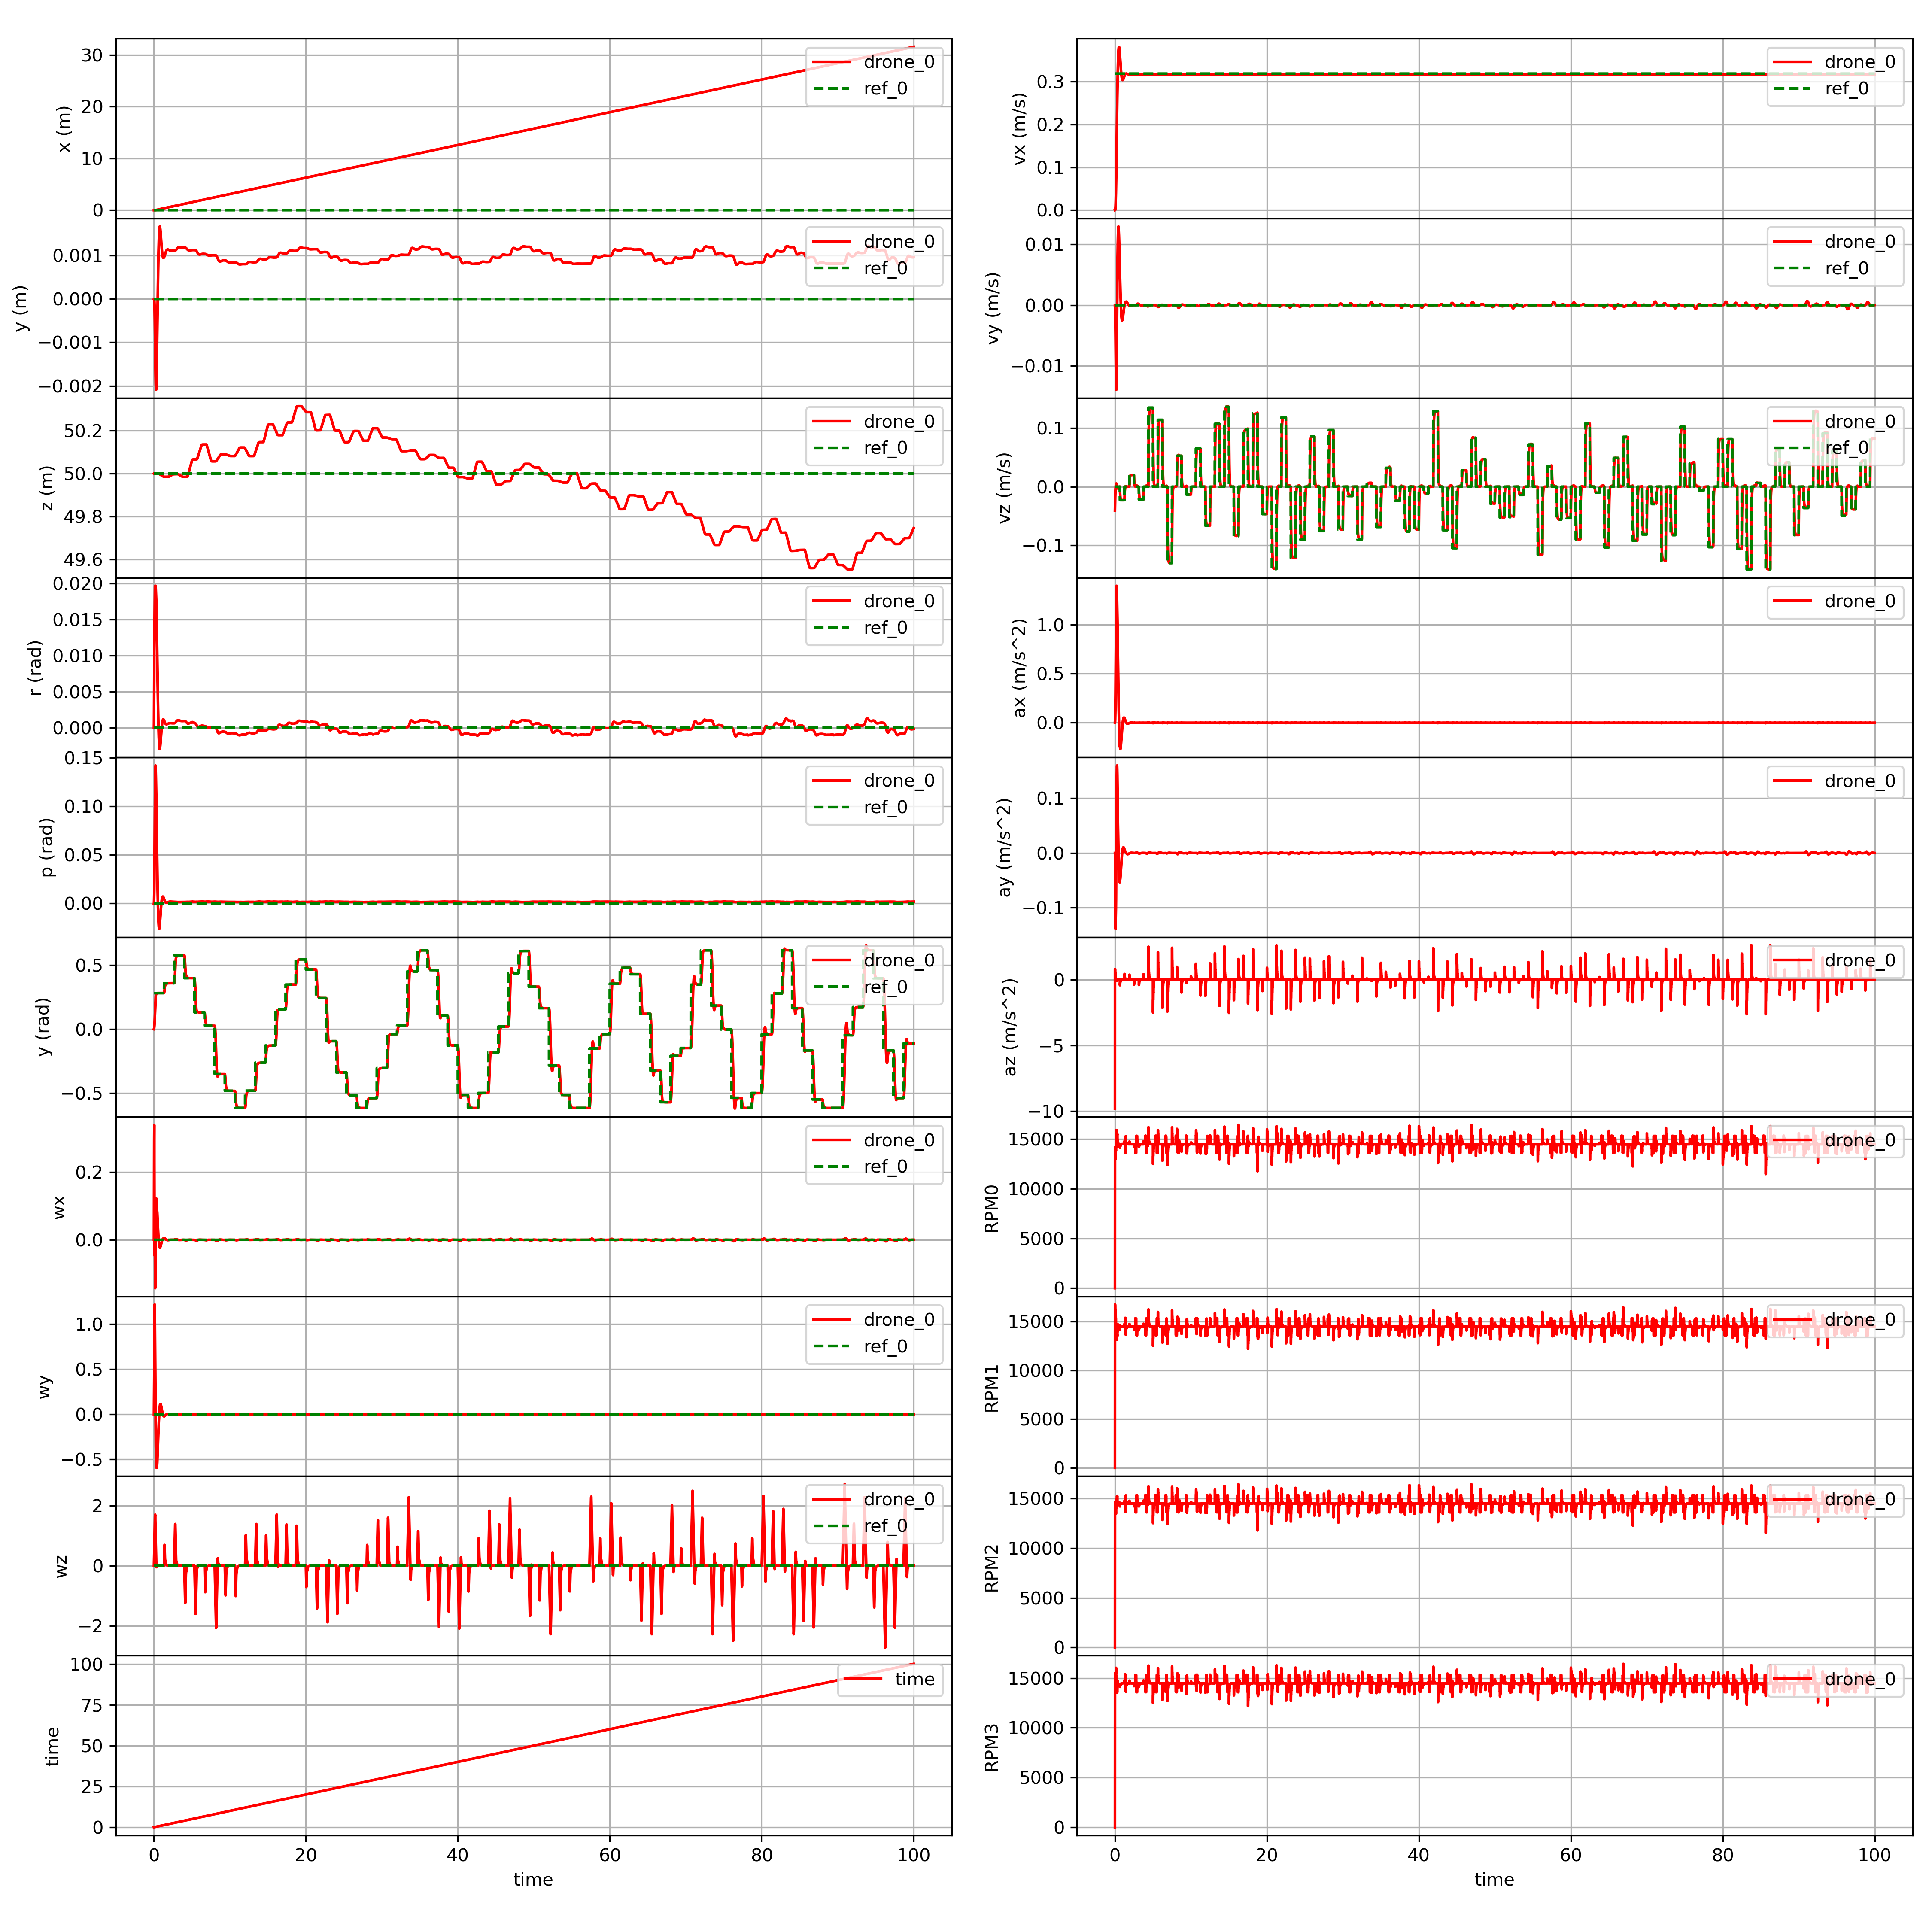 30
20
10
0
x (m)
drone_0
ref_0
0.001
0.000
−0.001
−0.002
y (m)
drone_0
ref_0
50.2
50.0
49.8
49.6
z (m)
drone_0
ref_0
0.020
0.015
0.010
0.005
0.000
r (rad)
drone_0
ref_0
0.15
0.10
0.05
0.00
p (rad)
drone_0
ref_0
0.5
0.0
−0.5
y (rad)
drone_0
ref_0
0.2
0.0
wx
drone_0
ref_0
1.0
0.5
0.0
−0.5
wy
drone_0
ref_0
2
0
−2
wz
drone_0
ref_0
100
75
50
25
0
time
time
0 20 40 60 80 100
time
0.3
0.2
0.1
0.0
vx (m/s)
drone_0
ref_0
0.01
0.00
−0.01
vy (m/s)
drone_0
ref_0
0.1
0.0
−0.1
vz (m/s)
drone_0
ref_0
1.0
0.5
0.0
ax (m/s^2)
drone_0
0.1
0.0
−0.1
ay (m/s^2)
drone_0
0
−5
−10
az (m/s^2)
drone_0
15000
10000
5000
0
RPM0
drone_0
15000
10000
5000
0
RPM1
drone_0
15000
10000
5000
0
RPM2
drone_0
15000
10000
5000
0
RPM3
drone_0
0 20 40 60 80 100
time